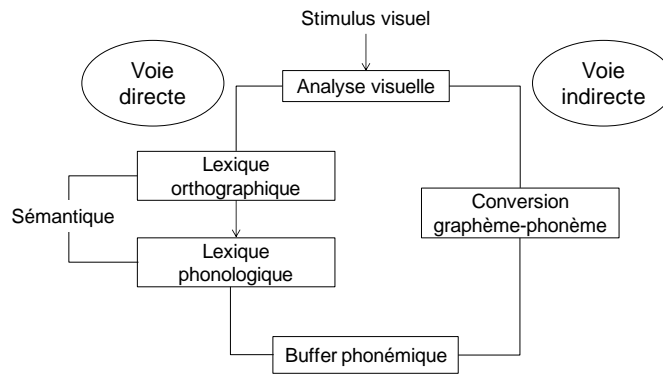 Stimulus visuel
Voie
directe
Analyse visuelle
Voie
indirecte
Lexique
orthographique
Sémantique
Conversion
graphème-phonème
Lexique
phonologique
Buffer phonémique